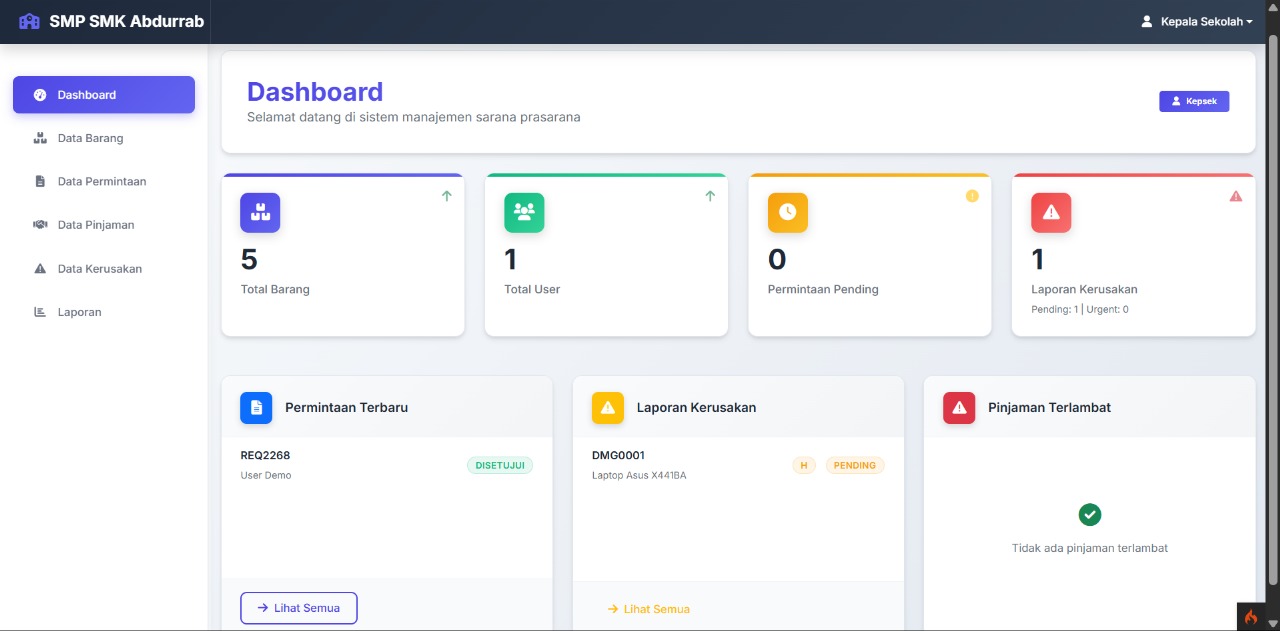 SMP SMK Abdurrab
Kepala Sekolah
Dashboard
Data Barang
Data Permintaan
Data Pinjaman
Data Kerusakan
Laporan
Dashboard
Selamat datang di sistem manajemen sarana prasarana
Kepsek
5
Total Barang
1
Total User
0
Permintaan Pending
1
Laporan Kerusakan
Pending: 1 | Urgent: 0
Permintaan Terbaru
REQ2268
User Demo
DISETUJUI
Lihat Semua
Laporan Kerusakan
DMG0001
Laptop Asus X441BA
H
PENDING
Lihat Semua
Pinjaman Terlambat
Tidak ada pinjaman terlambat